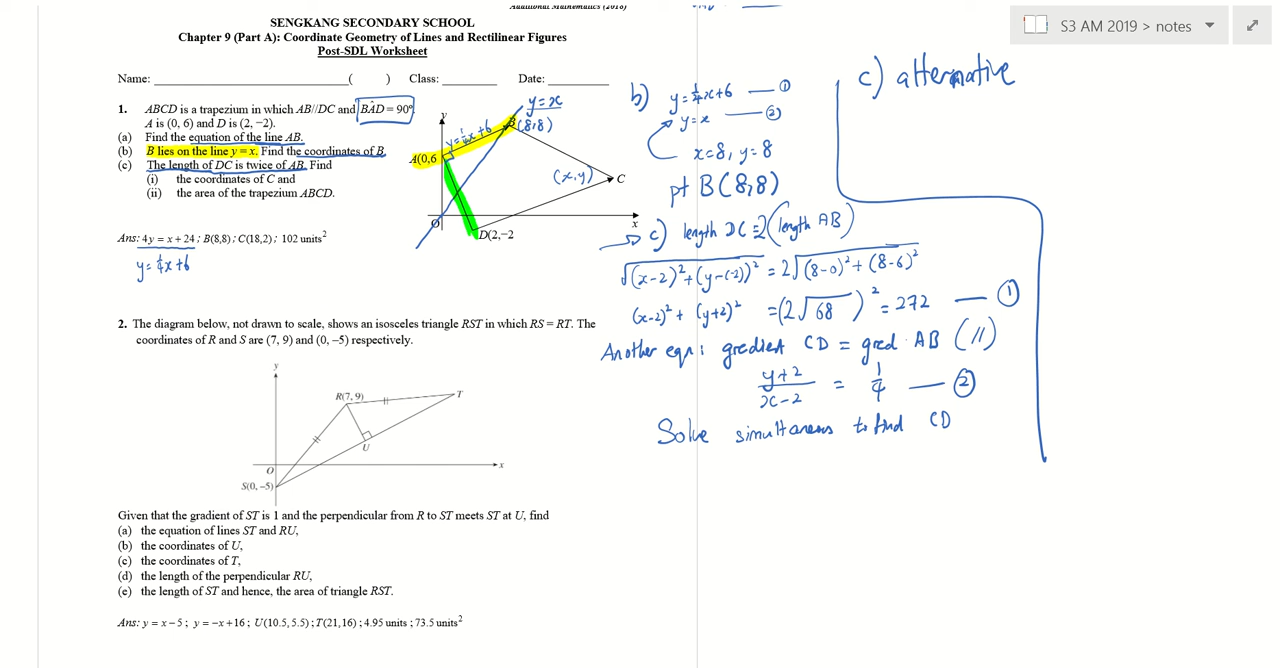 Additional Mathematics (2018)
S3 AM 2019 > notes
SENGKANG SECONDARY SCHOOL
Chapter 9 (Part A): Coordinate Geometry of Lines and Rectilinear Figures
Post-SDL Worksheet
Name: ( ) Class: Date:
1. ABCD is a trapezium in which AB//DC and BÂD = 90°.
A is (0, 6) and D is (2, −2).
(a) Find the equation of the line AB.
(b) B lies on the line y = x. Find the coordinates of B.
(c) The length of DC is twice of AB. Find
(i) the coordinates of C and
(ii) the area of the trapezium ABCD.
Ans: 4y = x + 24 ; B(8,8) ; C(18,2) ; 102 units²
y = ¼x+6
y
y=x
B
(8,8)
y=¼x+6
A(0,6
(x,y)
C
O
x
D(2,−2
b) y=¼x+6 — ①
y=x — ②
x=8, y=8
pt B(8,8)
c) length DC = 2(length AB)
√(x-2)²+(y-(-2))² = 2√(8-0)²+(8-6)²
(x-2)² + (y+2)² =(2√68)² = 272 — ①
Another eqn: gradient CD = grad. AB (//)
y+2/x-2 = 1/4 — ②
Solve simultaneous to find CD
c) alternative
2. The diagram below, not drawn to scale, shows an isosceles triangle RST in which RS = RT. The
coordinates of R and S are (7, 9) and (0, −5) respectively.
y
R(7, 9)
T
U
O
x
S(0, −5)
Given that the gradient of ST is 1 and the perpendicular from R to ST meets ST at U, find
(a) the equation of lines ST and RU,
(b) the coordinates of U,
(c) the coordinates of T,
(d) the length of the perpendicular RU,
(e) the length of ST and hence, the area of triangle RST.
Ans: y = x − 5 ; y = −x +16 ; U(10.5, 5.5) ; T(21,16) ; 4.95 units ; 73.5 units²